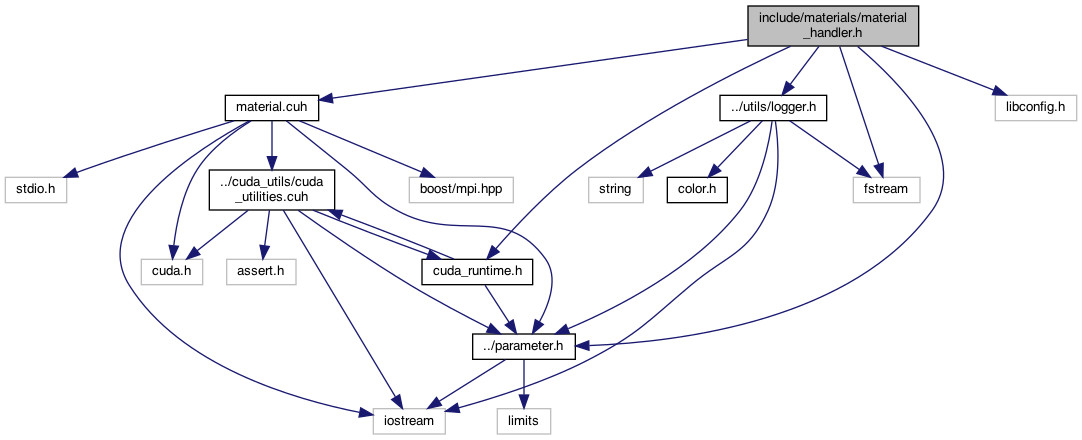 include/materials/material
_handler.h
material.cuh
../utils/logger.h
libconfig.h
stdio.h
../cuda_utils/cuda
_utilities.cuh
boost/mpi.hpp
string
color.h
fstream
cuda.h
assert.h
cuda_runtime.h
../parameter.h
iostream
limits